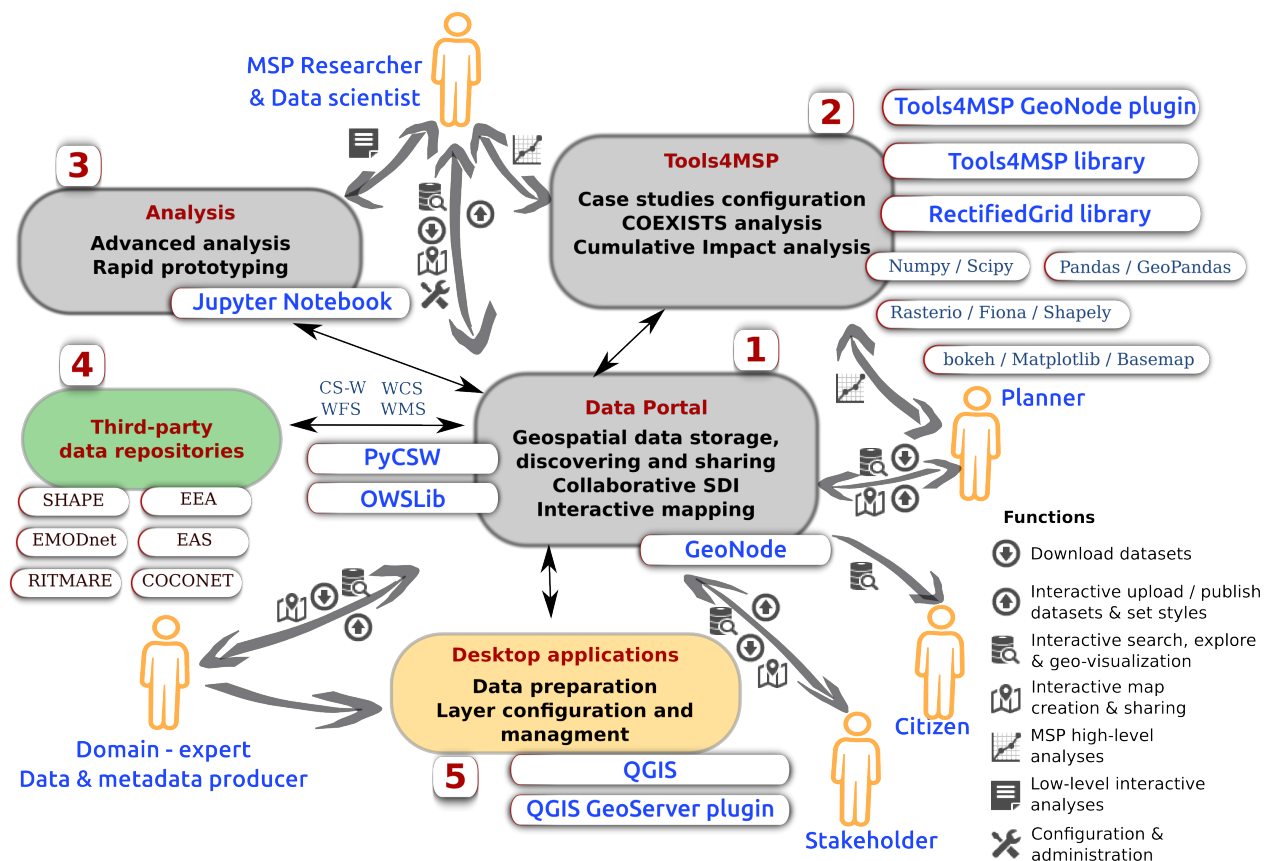 MSP Researcher
& Data scientist
2
Tools4MSP GeoNode plugin
Tools4MSP library
RectifiedGrid library
Tools4MSP
Case studies configuration
COEXISTS analysis
Cumulative Impact analysis
Numpy / Scipy
Pandas / GeoPandas
Rasterio / Fiona / Shapely
bokeh / Matplotlib / Basemap
3
Analysis
Advanced analysis
Rapid prototyping
Jupyter Notebook
4
Third-party
data repositories
SHAPE
EEA
EMODnet
EAS
RITMARE
COCONET
CS-W
WCS
WFS
WMS
PyCSW
OWSLib
1
Data Portal
Geospatial data storage,
discovering and sharing
Collaborative SDI
Interactive mapping
GeoNode
Planner
Citizen
Stakeholder
Domain - expert
Data & metadata producer
Desktop applications
Data preparation
Layer configuration and
managment
5
QGIS
QGIS GeoServer plugin
Functions
Download datasets
Interactive upload / publish
datasets & set styles
Interactive search, explore
& geo-visualization
Interactive map
creation & sharing
MSP high-level
analyses
Low-level interactive
analyses
Configuration &
administration